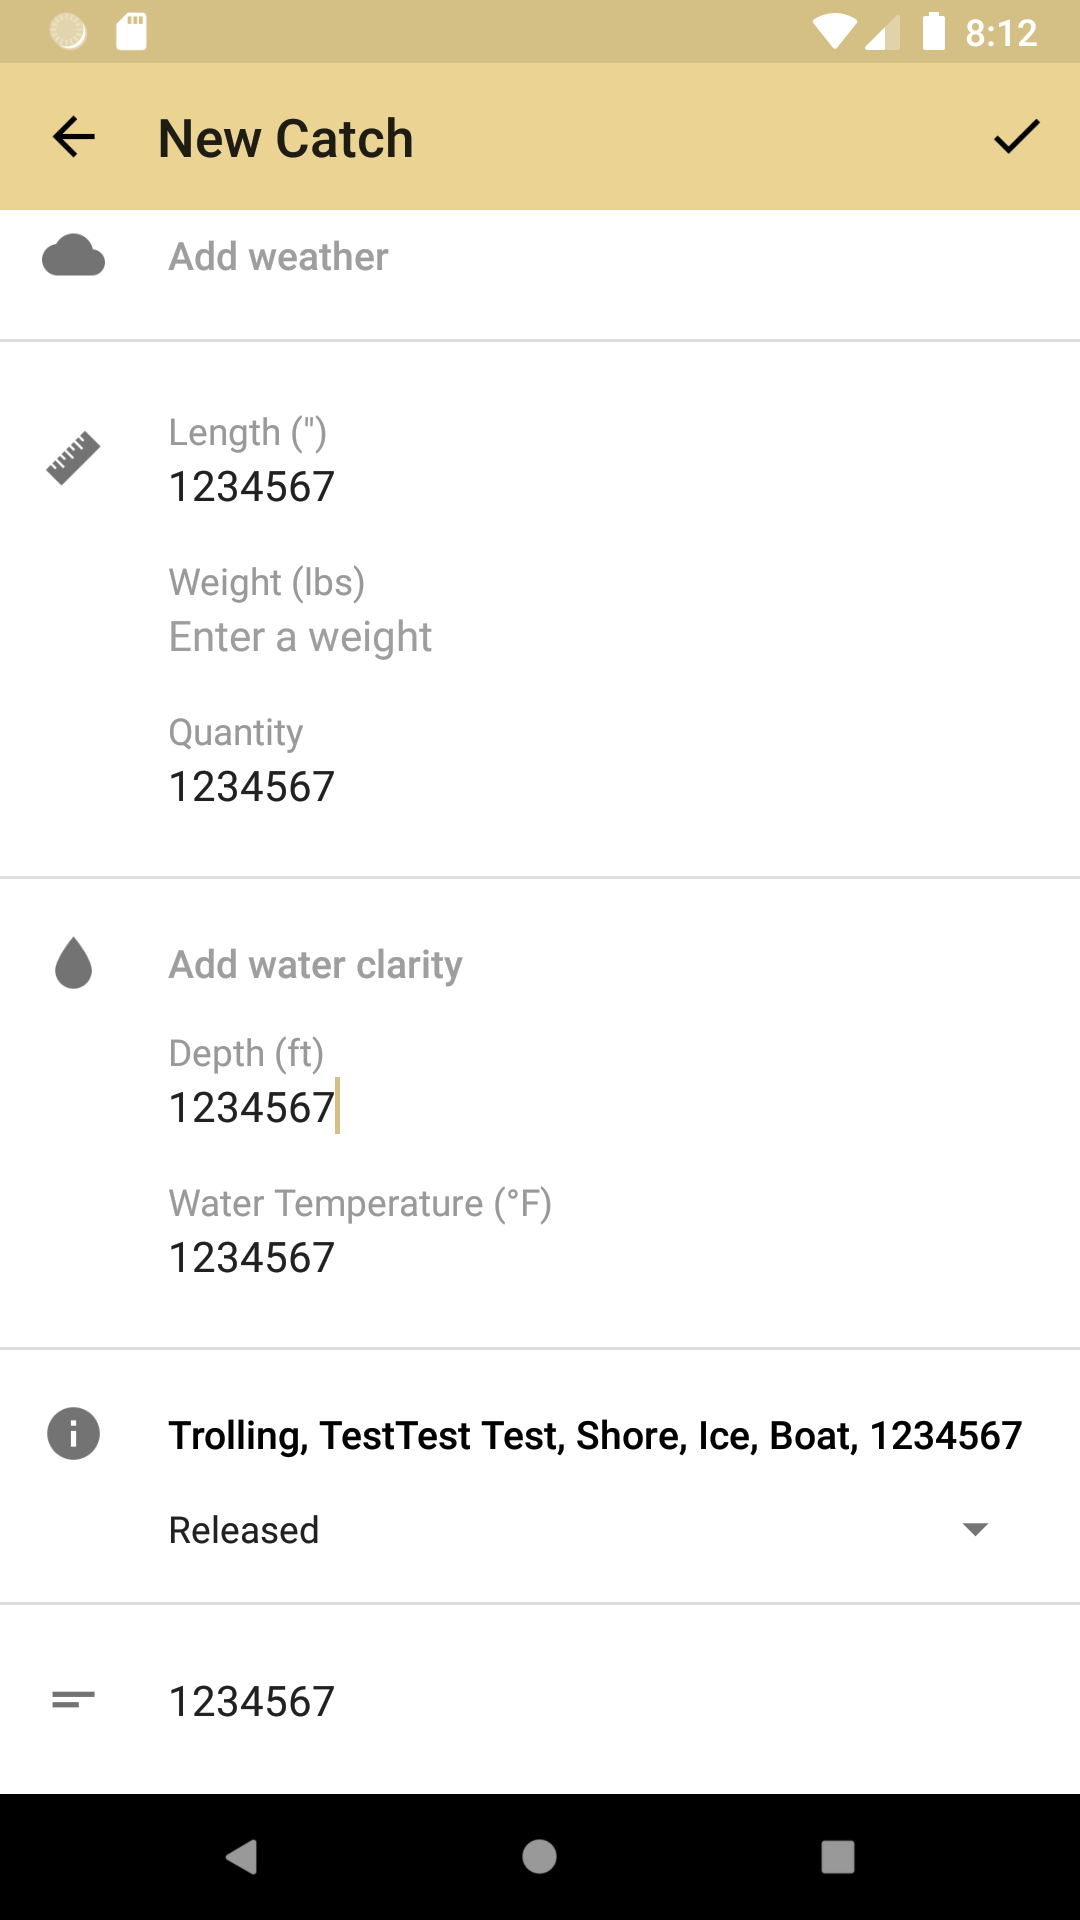 8:12
New Catch
Add weather
Length (")
1234567
Weight (lbs)
Enter a weight
Quantity
1234567
Add water clarity
Depth (ft)
1234567
Water Temperature (°F)
1234567
Trolling, TestTest Test, Shore, Ice, Boat, 1234567
Released
1234567